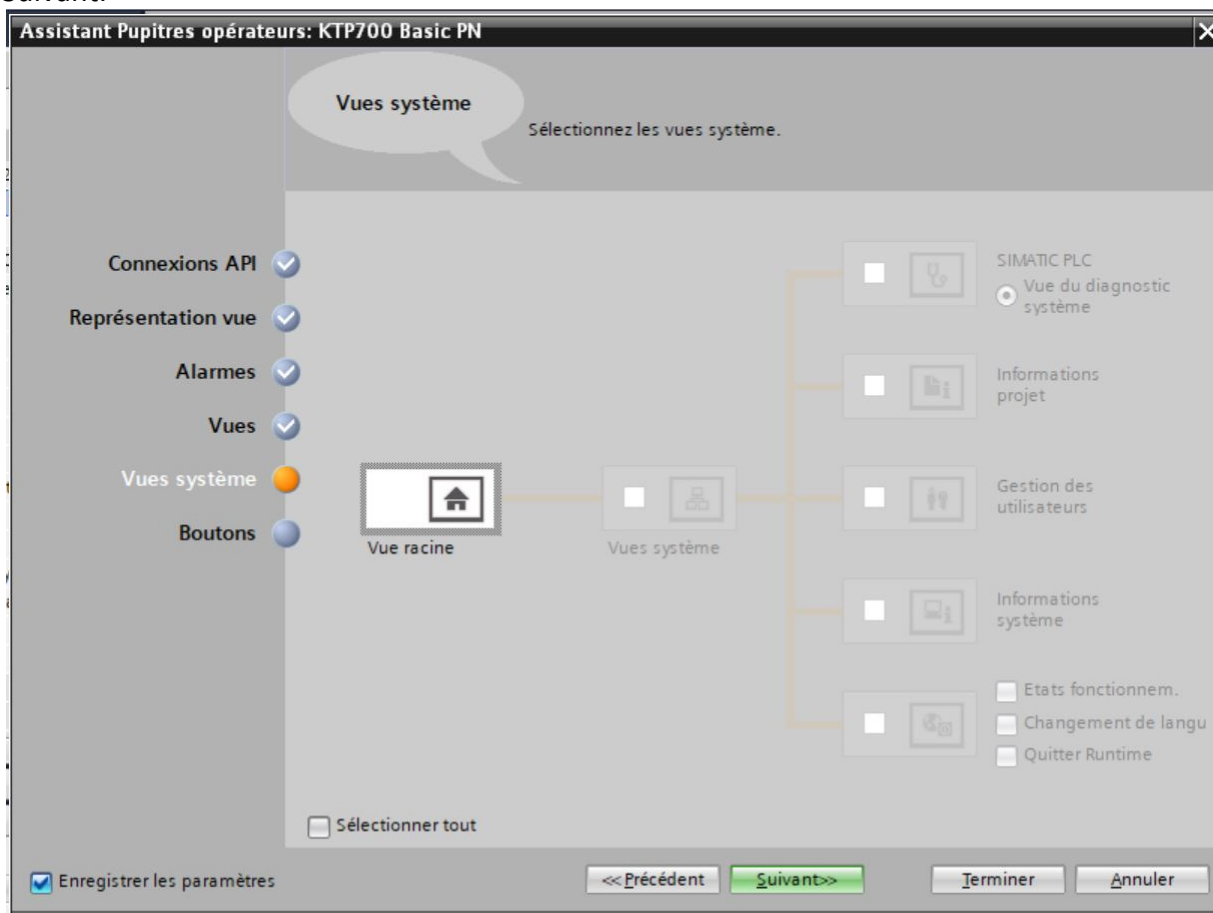 Suivant.
Assistant Pupitres opérateurs: KTP700 Basic PN
Vues système
Sélectionnez les vues système.
Connexions API
Représentation vue
Alarmes
Vues
Vues système
Boutons
Vue racine
Vues système
SIMATIC PLC
Vue du diagnostic
système
Informations
projet
Gestion des
utilisateurs
Informations
système
Etats fonctionnem.
Changement de langu
Quitter Runtime
Sélectionner tout
Enregistrer les paramètres
<<Précédent
Suivant>>
Terminer
Annuler